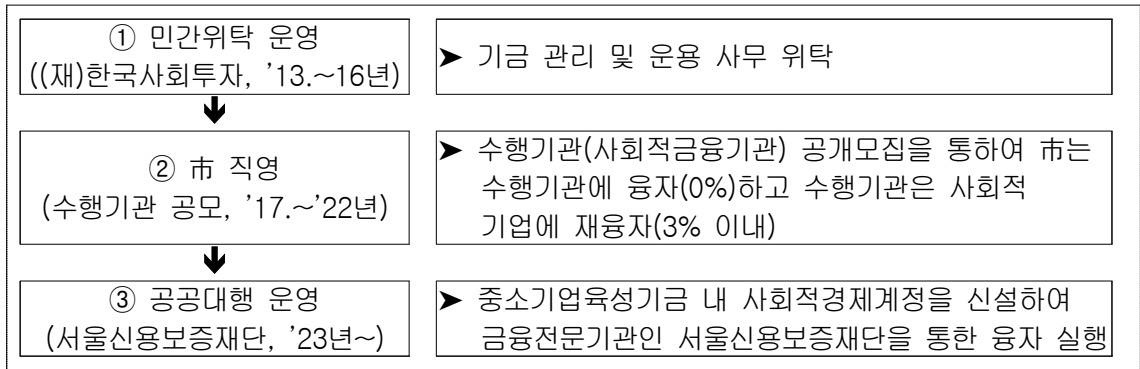 ① 민간위탁 운영
((재)한국사회투자, ’13.~16년)
➤ 기금 관리 및 운용 사무 위탁
② 市 직영
(수행기관 공모, ’17.~’22년)
➤ 수행기관(사회적금융기관) 공개모집을 통하여 市는
수행기관에 융자(0%)하고 수행기관은 사회적
기업에 재융자(3% 이내)
③ 공공대행 운영
(서울신용보증재단, ’23년~)
➤ 중소기업육성기금 내 사회적경제계정을 신설하여
금융전문기관인 서울신용보증재단을 통한 융자 실행